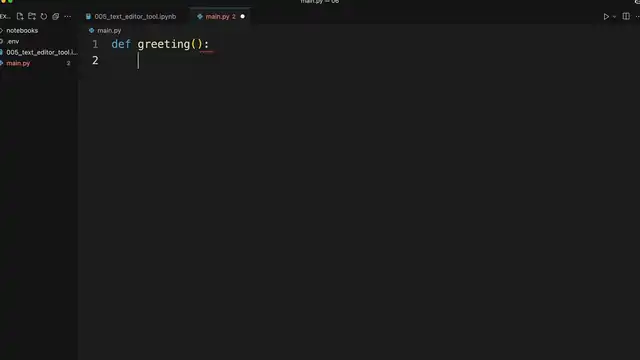 main.py — 06
EX...
005_text_editor_tool.ipynb
main.py 2
notebooks
.env
005_text_editor_tool.i...
main.py 2
main.py
1 def greeting():
2